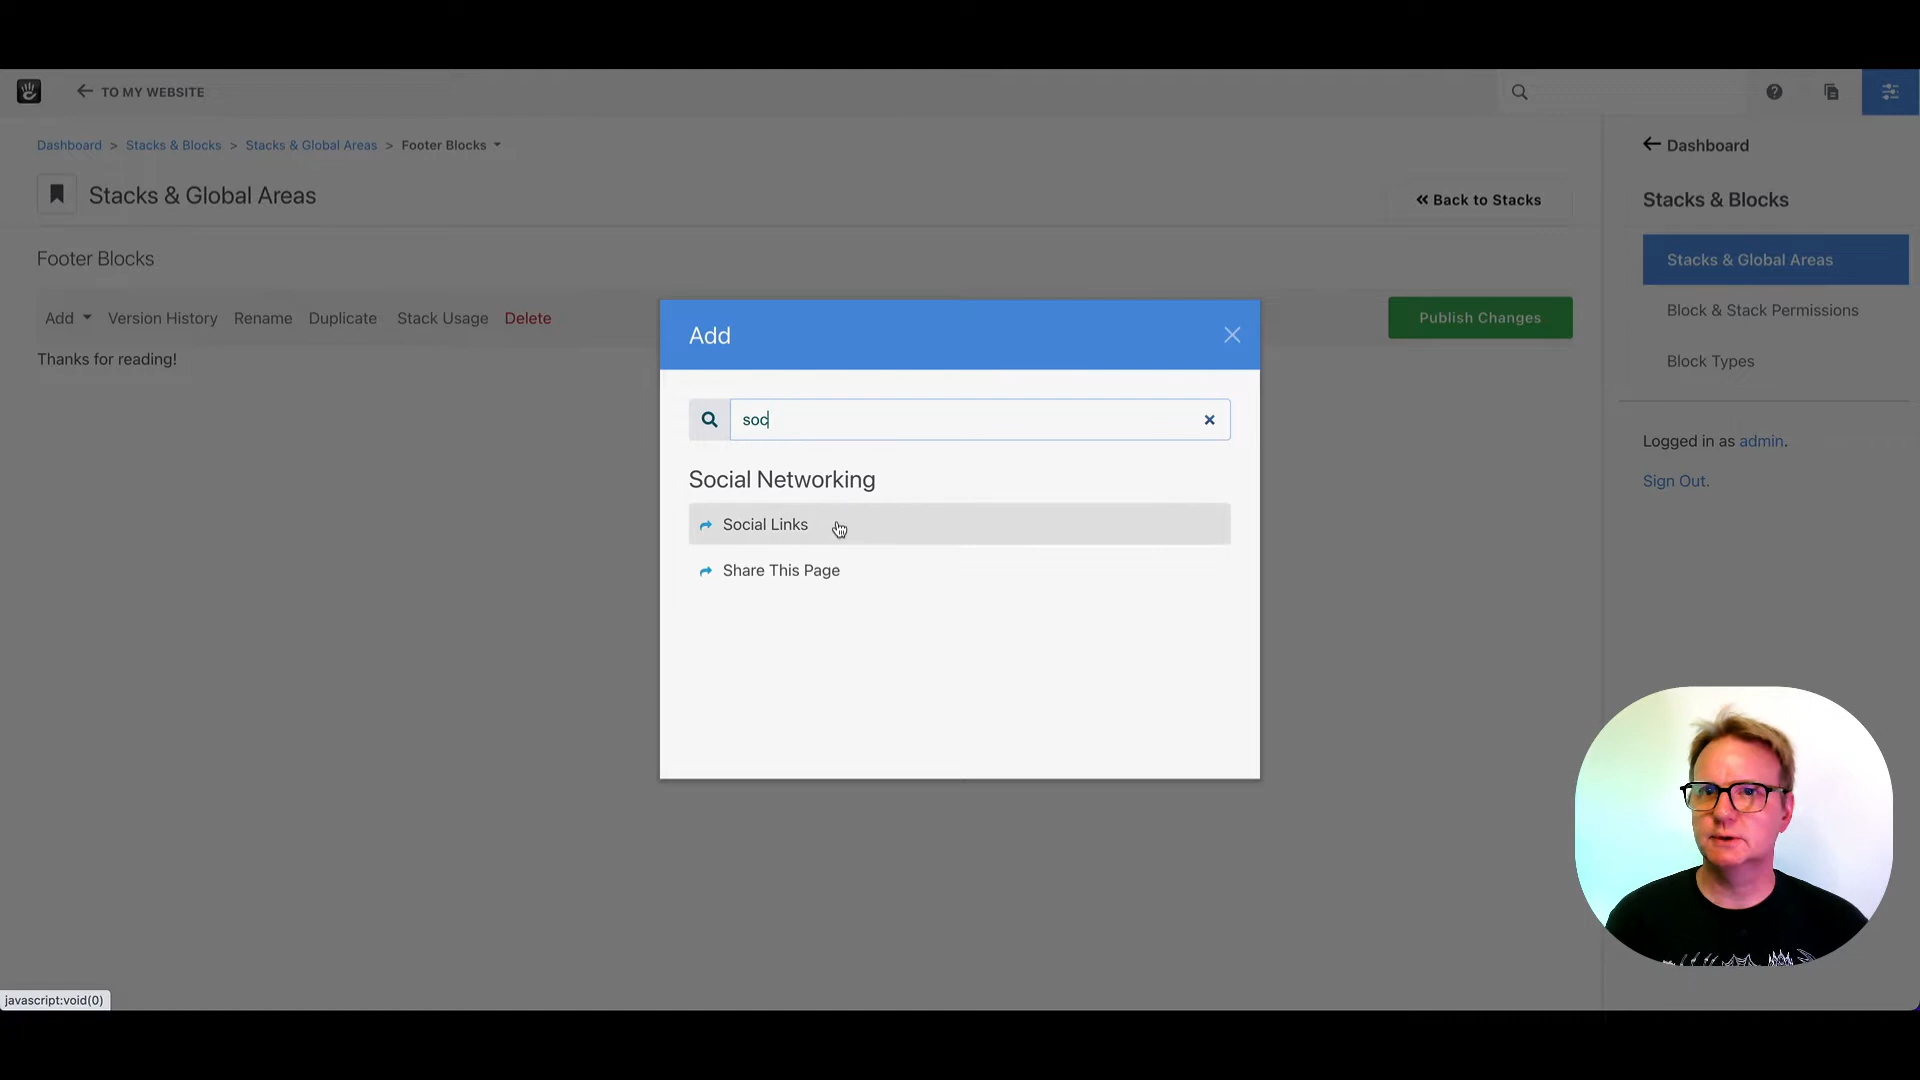 TO MY WEBSITE
Dashboard > Stacks & Blocks > Stacks & Global Areas > Footer Blocks
Stacks & Global Areas
Back to Stacks
Footer Blocks
Add Version History Rename Duplicate Stack Usage Delete
Publish Changes
Thanks for reading!
Add
soc
Social Networking
Social Links
Share This Page
Dashboard
Stacks & Blocks
Stacks & Global Areas
Block & Stack Permissions
Block Types
Logged in as admin.
Sign Out.
javascript:void(0)